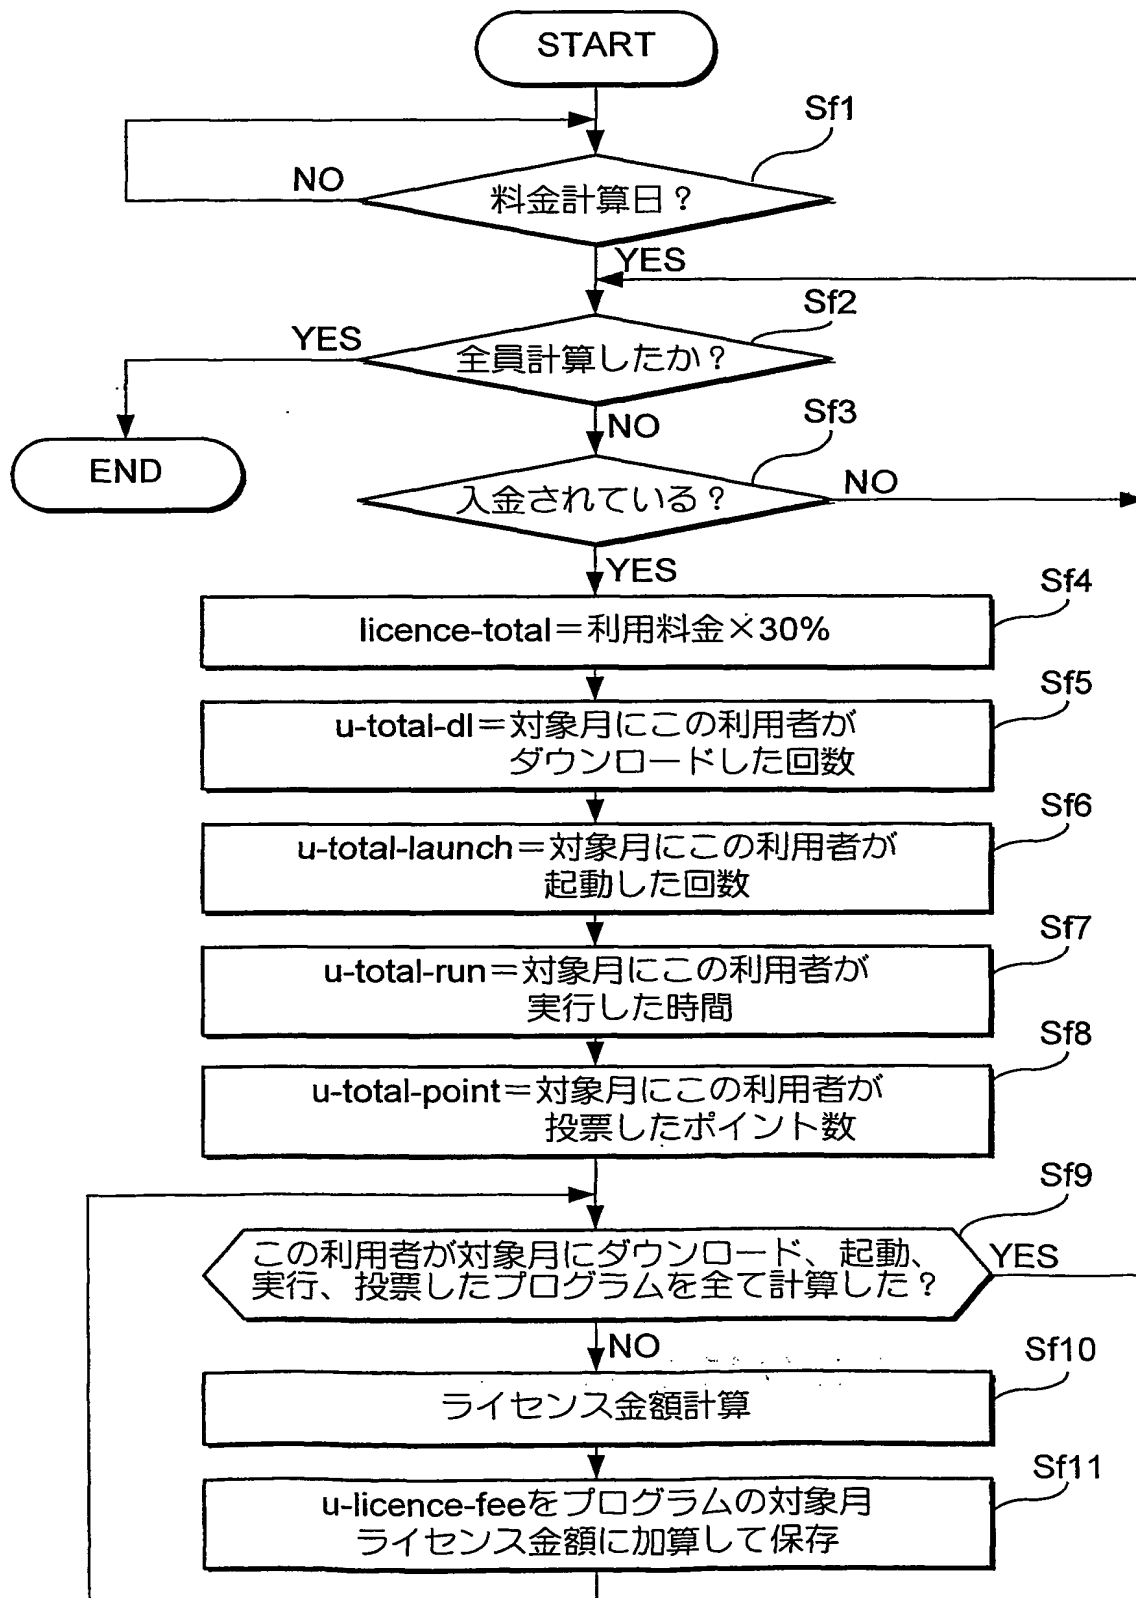 START
Sf1
NO
料金計算日?
YES
Sf2
YES
全員計算したか?
NO
Sf3
END
入金されている?
NO
YES
Sf4
licence-total=利用料金×30%
Sf5
u-total-dl=対象月にこの利用者が
ダウンロードした回数
Sf6
u-total-launch=対象月にこの利用者が
起動した回数
Sf7
u-total-run=対象月にこの利用者が
実行した時間
Sf8
u-total-point=対象月にこの利用者が
投票したポイント数
Sf9
この利用者が対象月にダウンロード、起動、
実行、投票したプログラムを全て計算した?
YES
NO
Sf10
ライセンス金額計算
Sf11
u-licence-feeをプログラムの対象月
ライセンス金額に加算して保存